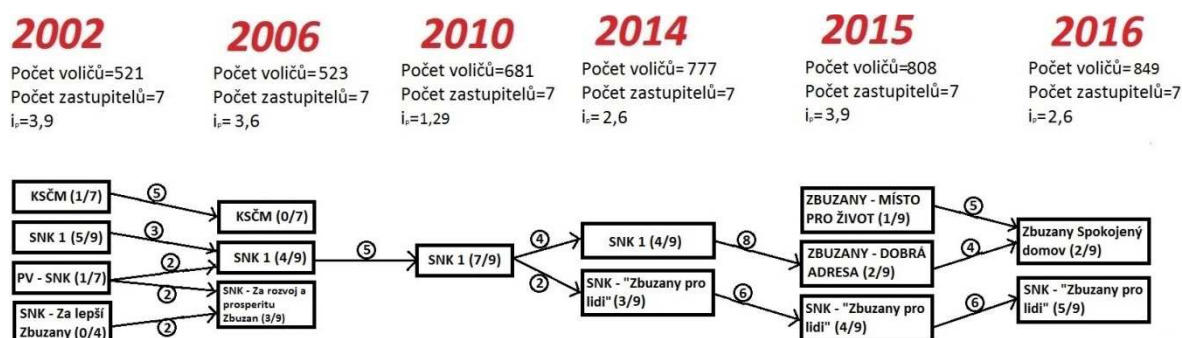 2002
Počet voličů=521
Počet zastupitelů=7
iₚ=3,9
2006
Počet voličů=523
Počet zastupitelů=7
iₚ= 3,6
2010
Počet voličů=681
Počet zastupitelů=7
iₚ=1,29
2014
Počet voličů=777
Počet zastupitelů=7
iₚ= 2,6
2015
Počet voličů=808
Počet zastupitelů=7
iₚ= 3,9
2016
Počet voličů=849
Počet zastupitelů=7
iₚ=2,6
KSČM (1/7)
SNK 1 (5/9)
PV - SNK (1/7)
SNK - Za lepší
Zbuzany (0/4)
5
3
2
2
2
KSČM (0/7)
SNK 1 (4/9)
SNK - Za rozvoj a
prosperitu
Zbuzan (3/9)
5
SNK 1 (7/9)
4
2
SNK 1 (4/9)
SNK - "Zbuzany pro
lidi" (3/9)
8
6
ZBUZANY - MÍSTO
PRO ŽIVOT (1/9)
ZBUZANY - DOBRÁ
ADRESA (2/9)
SNK - "Zbuzany pro
lidi" (4/9)
5
4
6
Zbuzany Spokojený
domov (2/9)
SNK - "Zbuzany pro
lidi" (5/9)